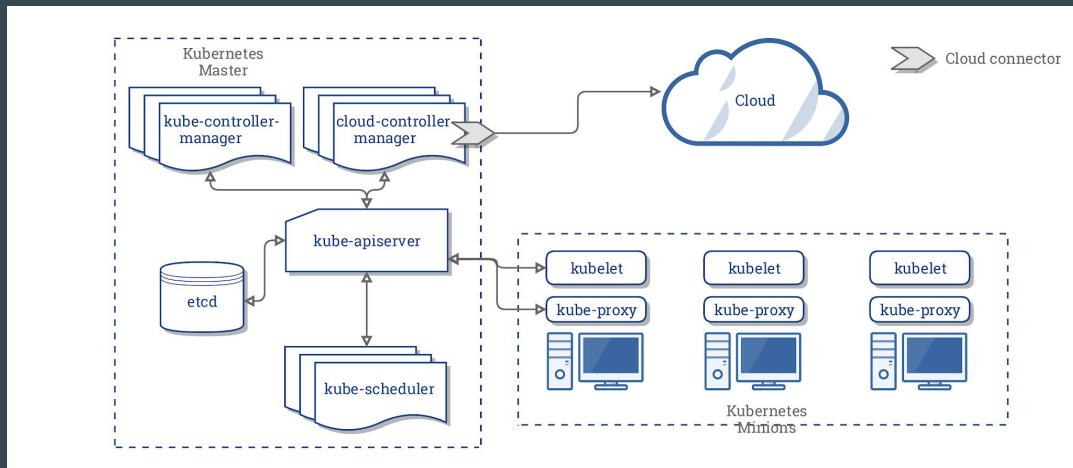 Kubernetes
Master
kube-controller-
manager
cloud-controller
manager
Cloud
Cloud connector
kube-apiserver
etcd
kube-scheduler
kubelet
kubelet
kubelet
kube-proxy
kube-proxy
kube-proxy
Kubernetes
Minions